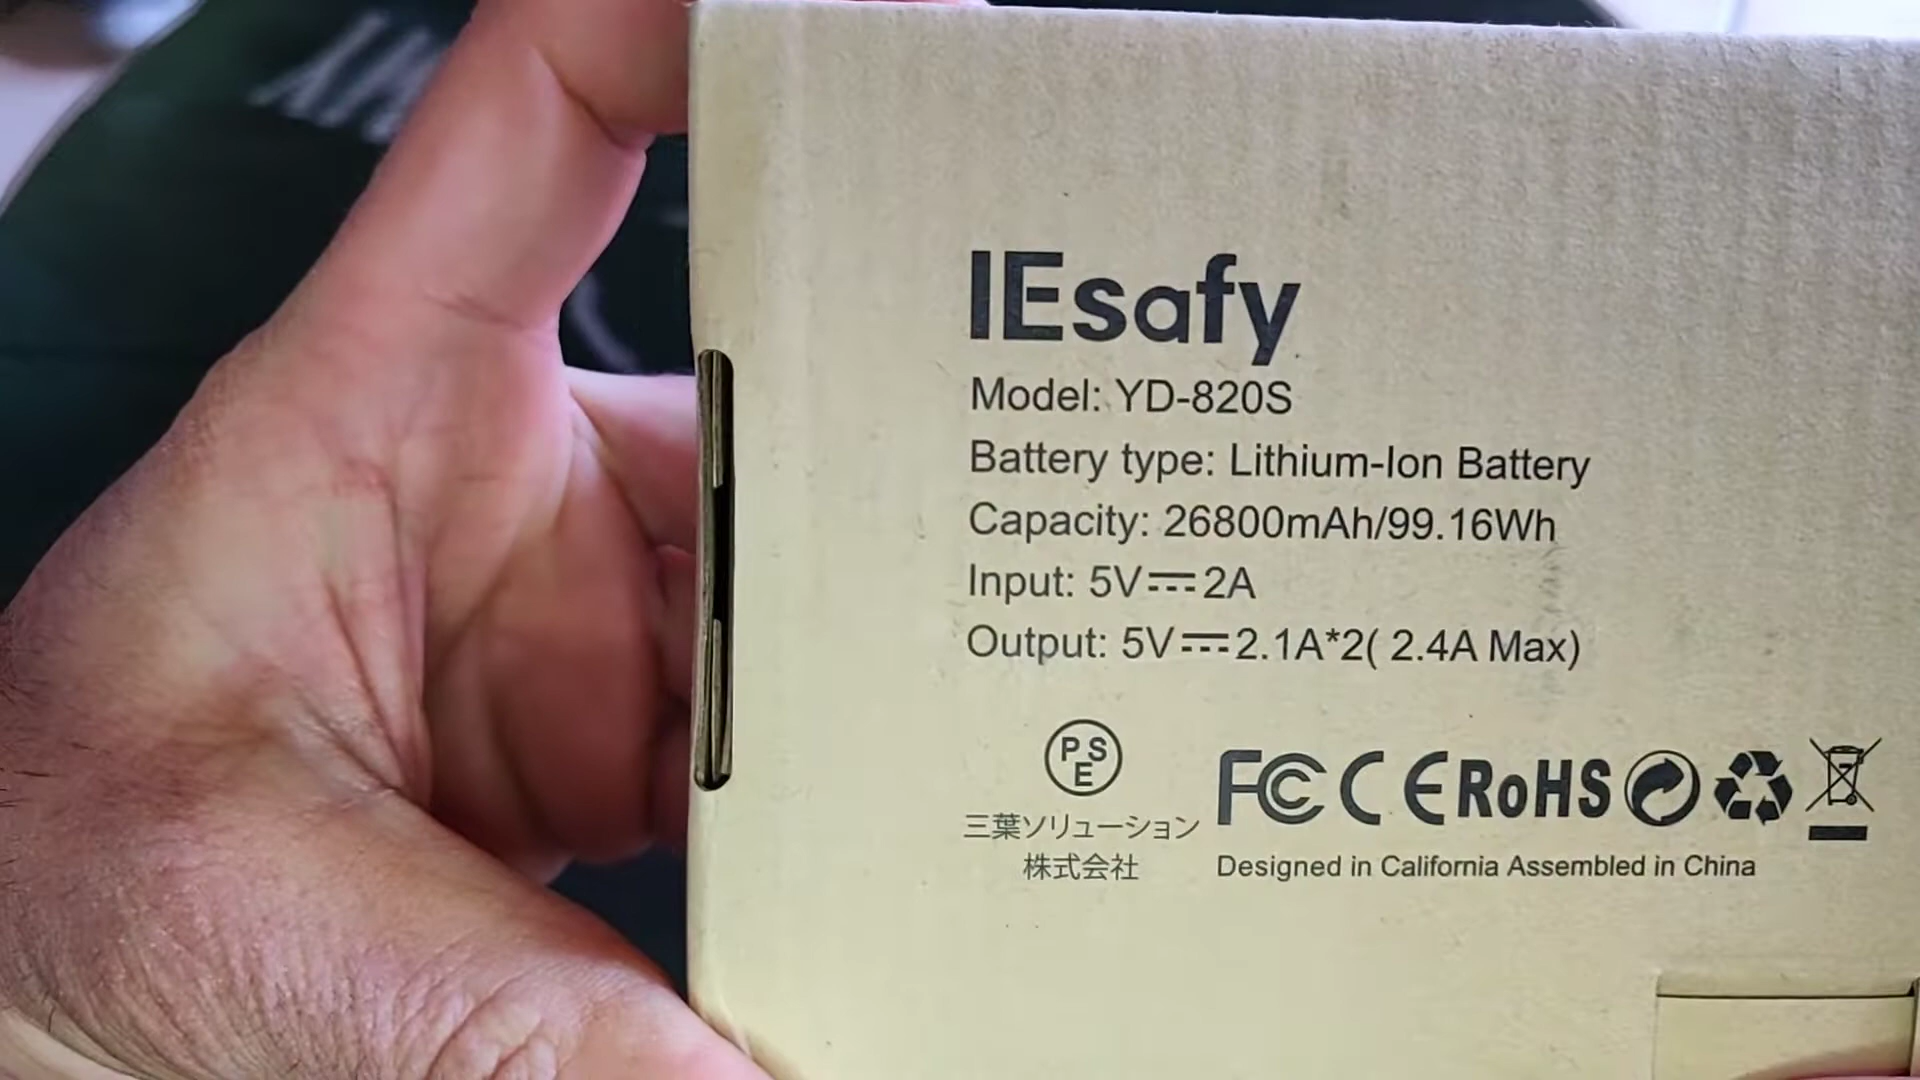 IEsafy
Model: YD-820S
Battery type: Lithium-Ion Battery
Capacity: 26800mAh/99.16Wh
Input: 5V⎓2A
Output: 5V⎓2.1A*2( 2.4A Max)
PSE
三葉ソリューション
株式会社
FC CE RoHS
Designed in California Assembled in China